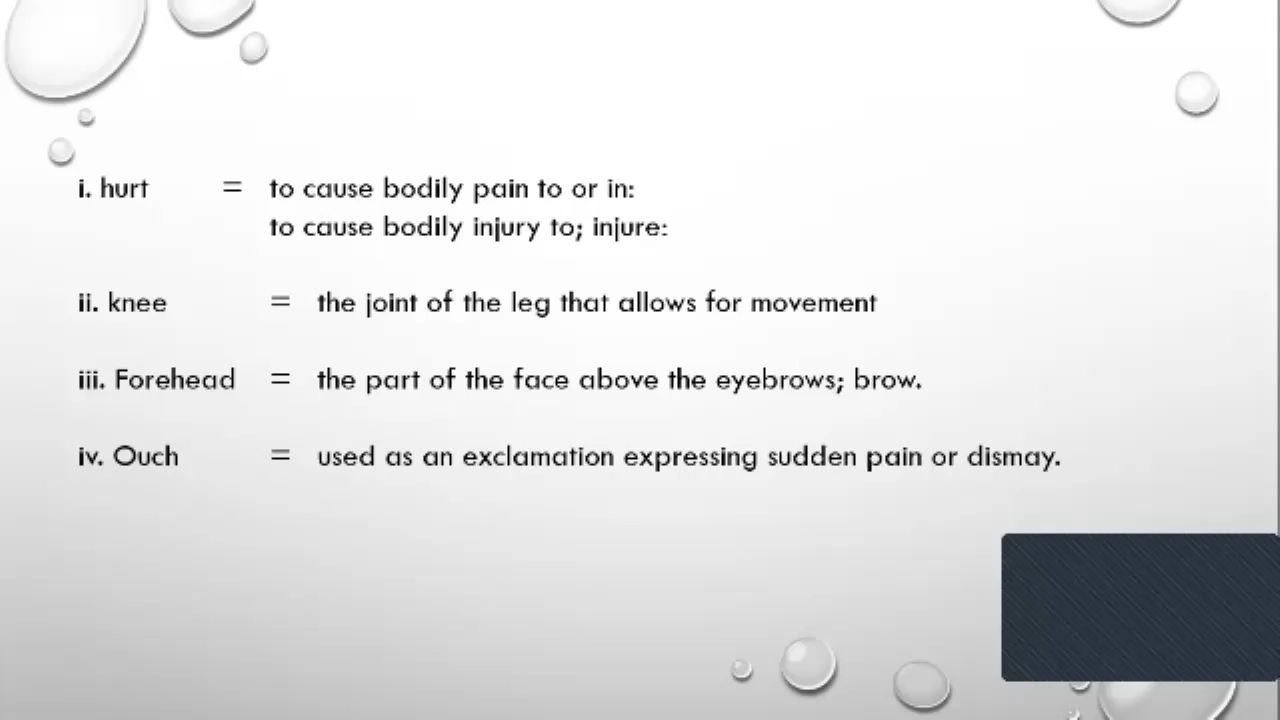 i. hurt = to cause bodily pain to or in:
to cause bodily injury to; injure:
ii. knee = the joint of the leg that allows for movement
iii. Forehead = the part of the face above the eyebrows; brow.
iv. Ouch = used as an exclamation expressing sudden pain or dismay.